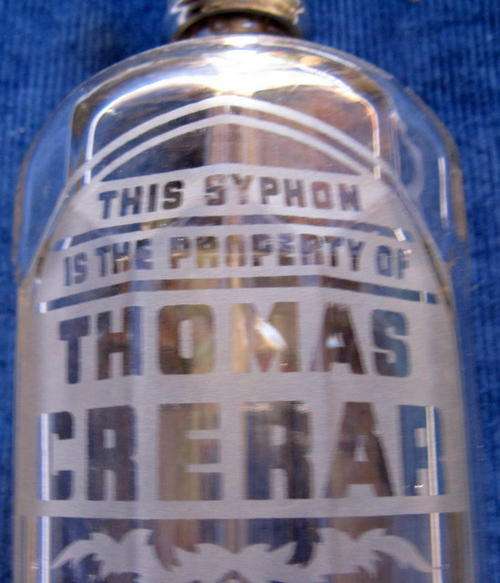 THIS SYPHON
IS THE PROPERTY OF
THOMAS
CRERAR